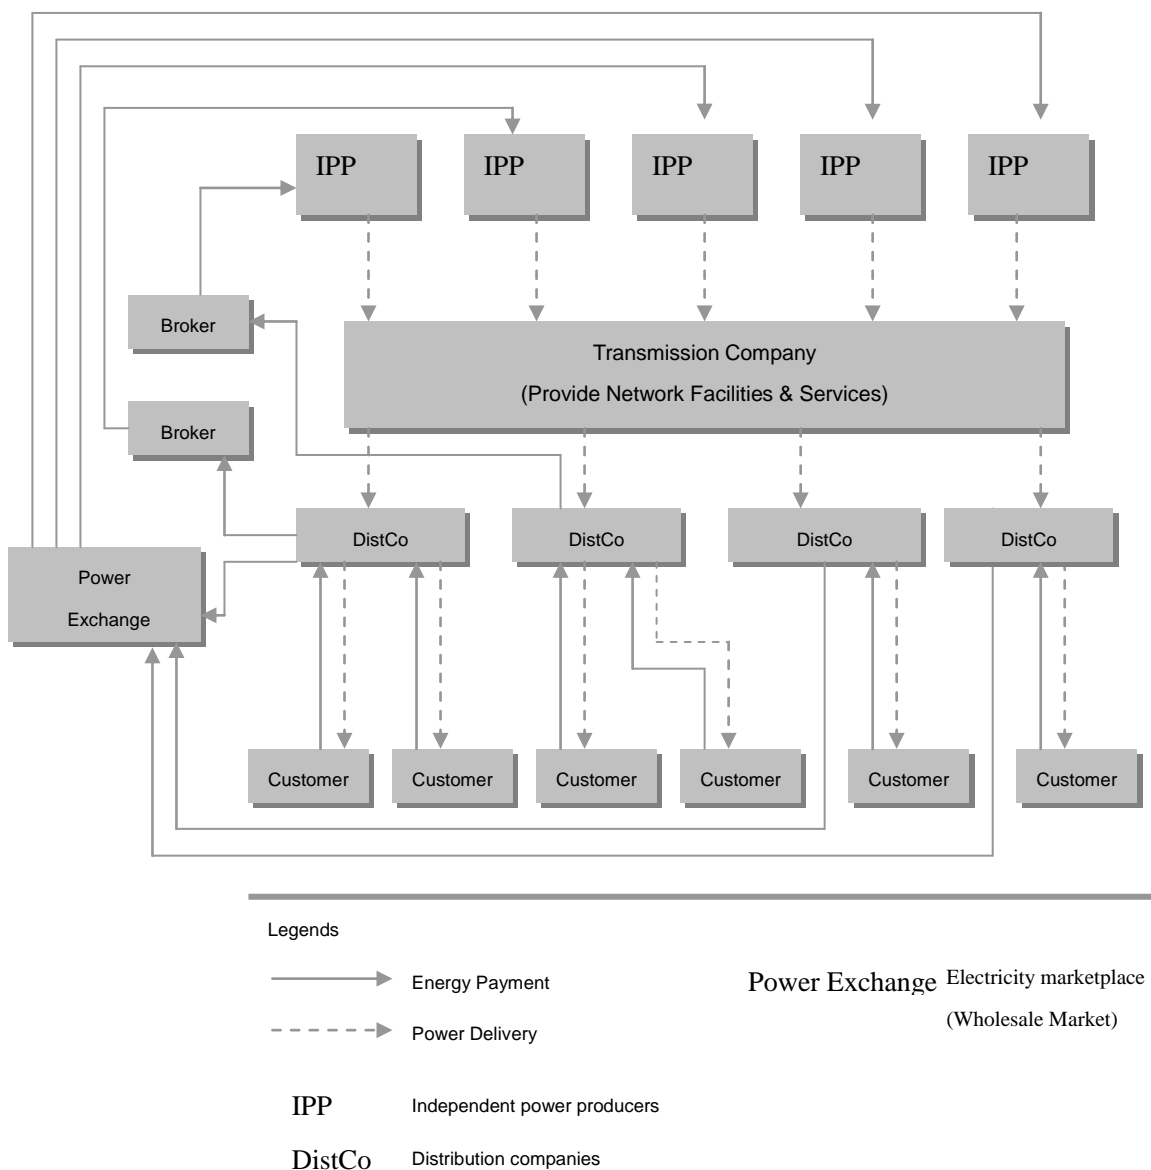 IPP
IPP
IPP
IPP
IPP
Broker
Transmission Company
(Provide Network Facilities & Services)
Broker
DistCo
DistCo
DistCo
DistCo
Power
Exchange
Customer
Customer
Customer
Customer
Customer
Customer
Legends
Energy Payment
Power Exchange Electricity marketplace
(Wholesale Market)
Power Delivery
IPP Independent power producers
DistCo Distribution companies